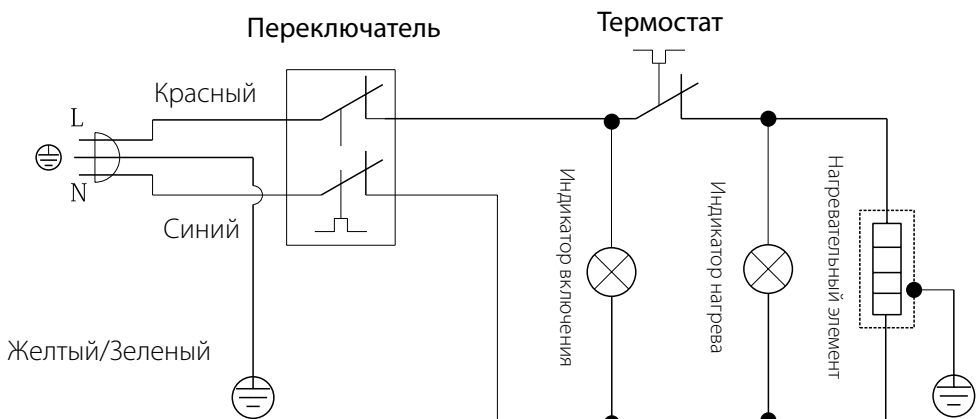 Переключатель
Термостат
Красный
L
N
Синий
Желтый/Зеленый
Индикатор включения
Индикатор нагрева
Нагревательный элемент